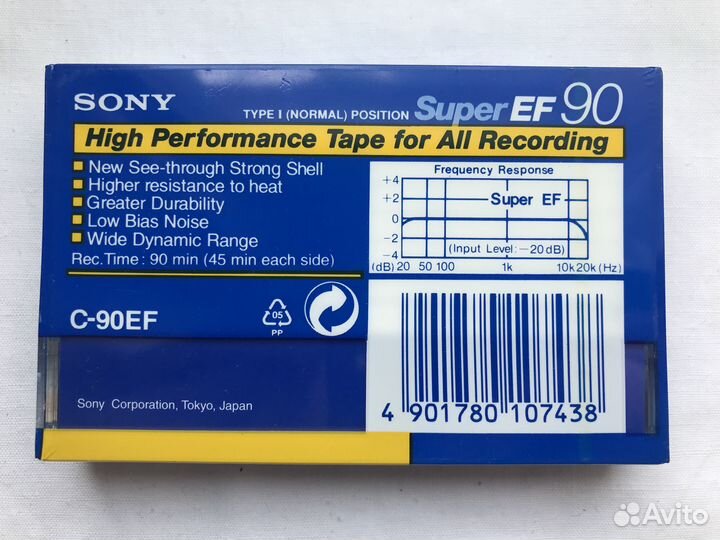 SONY TYPE I (NORMAL) POSITION Super EF 90
High Performance Tape for All Recording
■ New See-through Strong Shell
■ Higher resistance to heat
■ Greater Durability
■ Low Bias Noise
■ Wide Dynamic Range
Rec.Time : 90 min (45 min each side)
Frequency Response
+4
+2 Super EF
0
-2
-4 (Input Level: -20 dB)
(dB) 20 50 100 1k 10k 20k (Hz)
C-90EF
05
PP
Sony Corporation, Tokyo, Japan
4 901780 107438
Avito